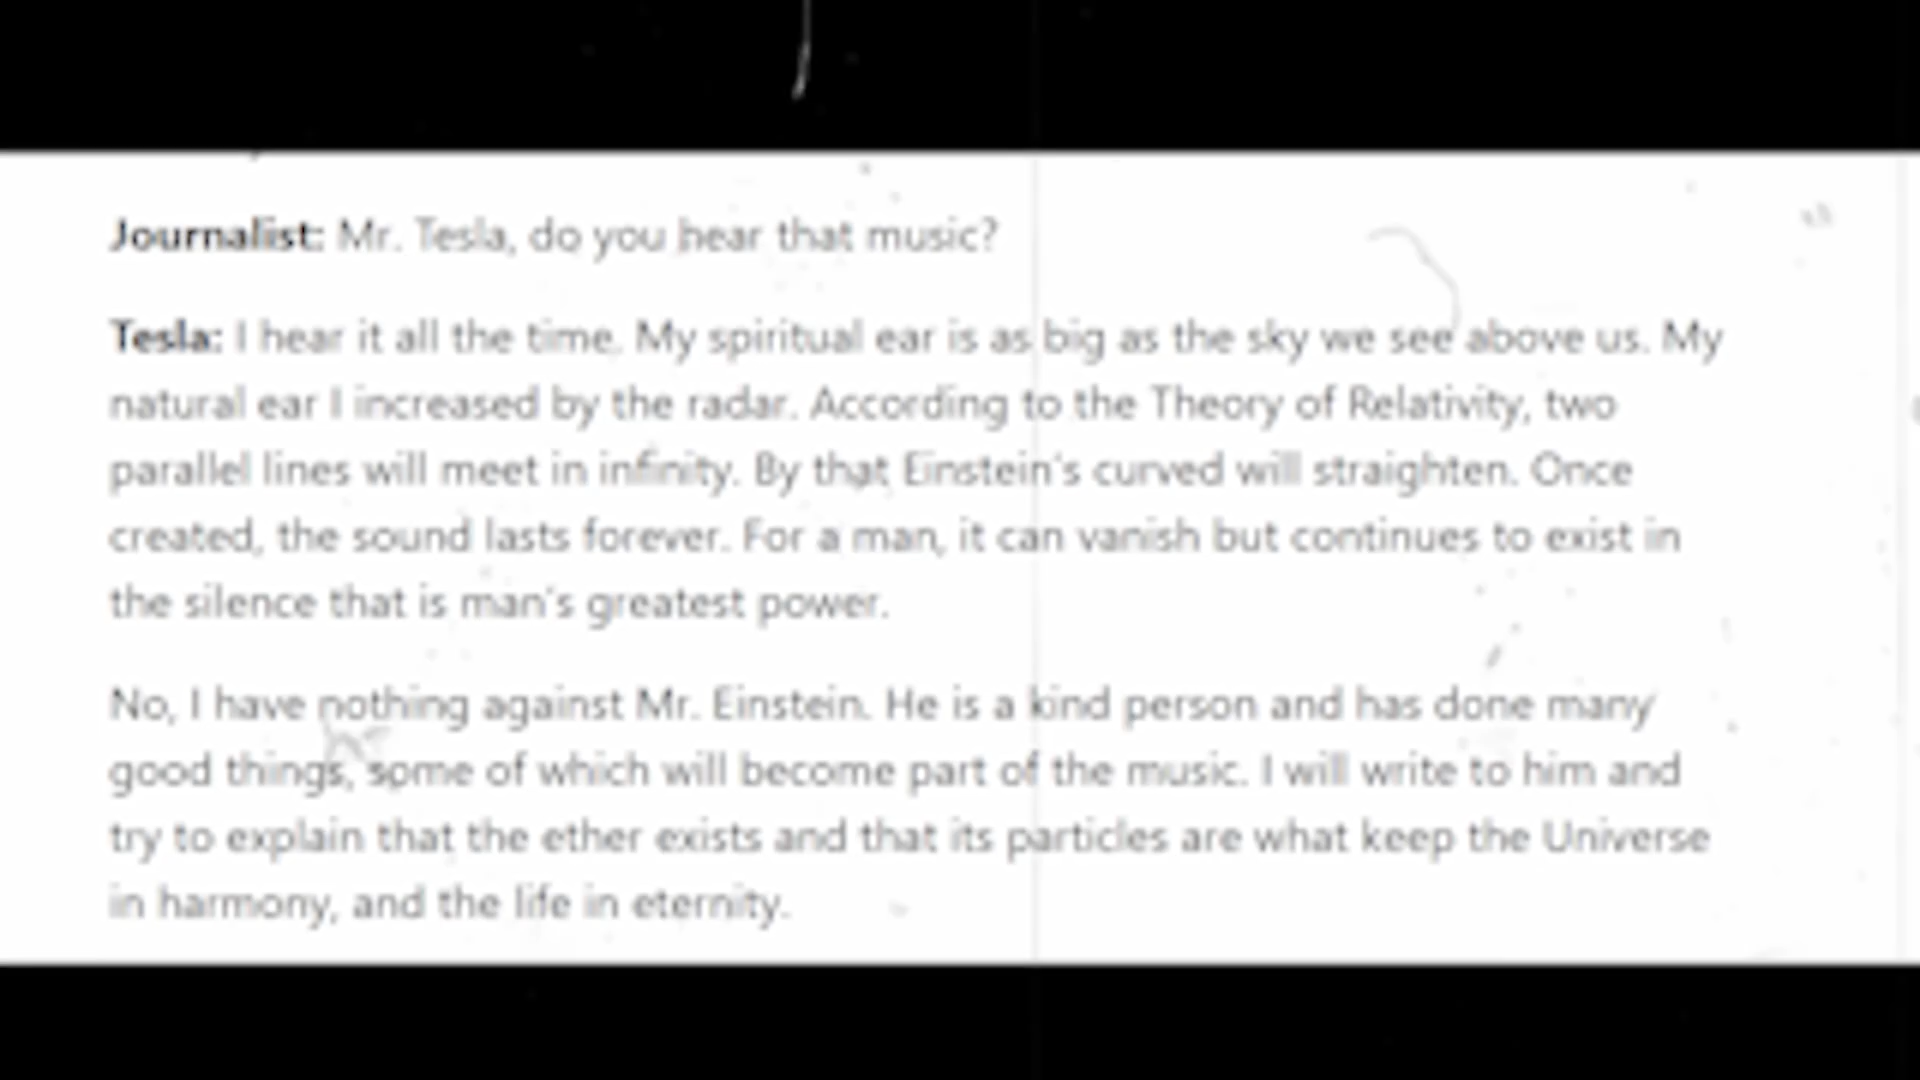 Journalist: Mr. Tesla, do you hear that music?
Tesla: I hear it all the time. My spiritual ear is as big as the sky we see above us. My
natural ear I increased by the radar. According to the Theory of Relativity, two
parallel lines will meet in infinity. By that Einstein's curved will straighten. Once
created, the sound lasts forever. For a man, it can vanish but continues to exist in
the silence that is man's greatest power.
No, I have nothing against Mr. Einstein. He is a kind person and has done many
good things, some of which will become part of the music. I will write to him and
try to explain that the ether exists and that its particles are what keep the Universe
in harmony, and the life in eternity.